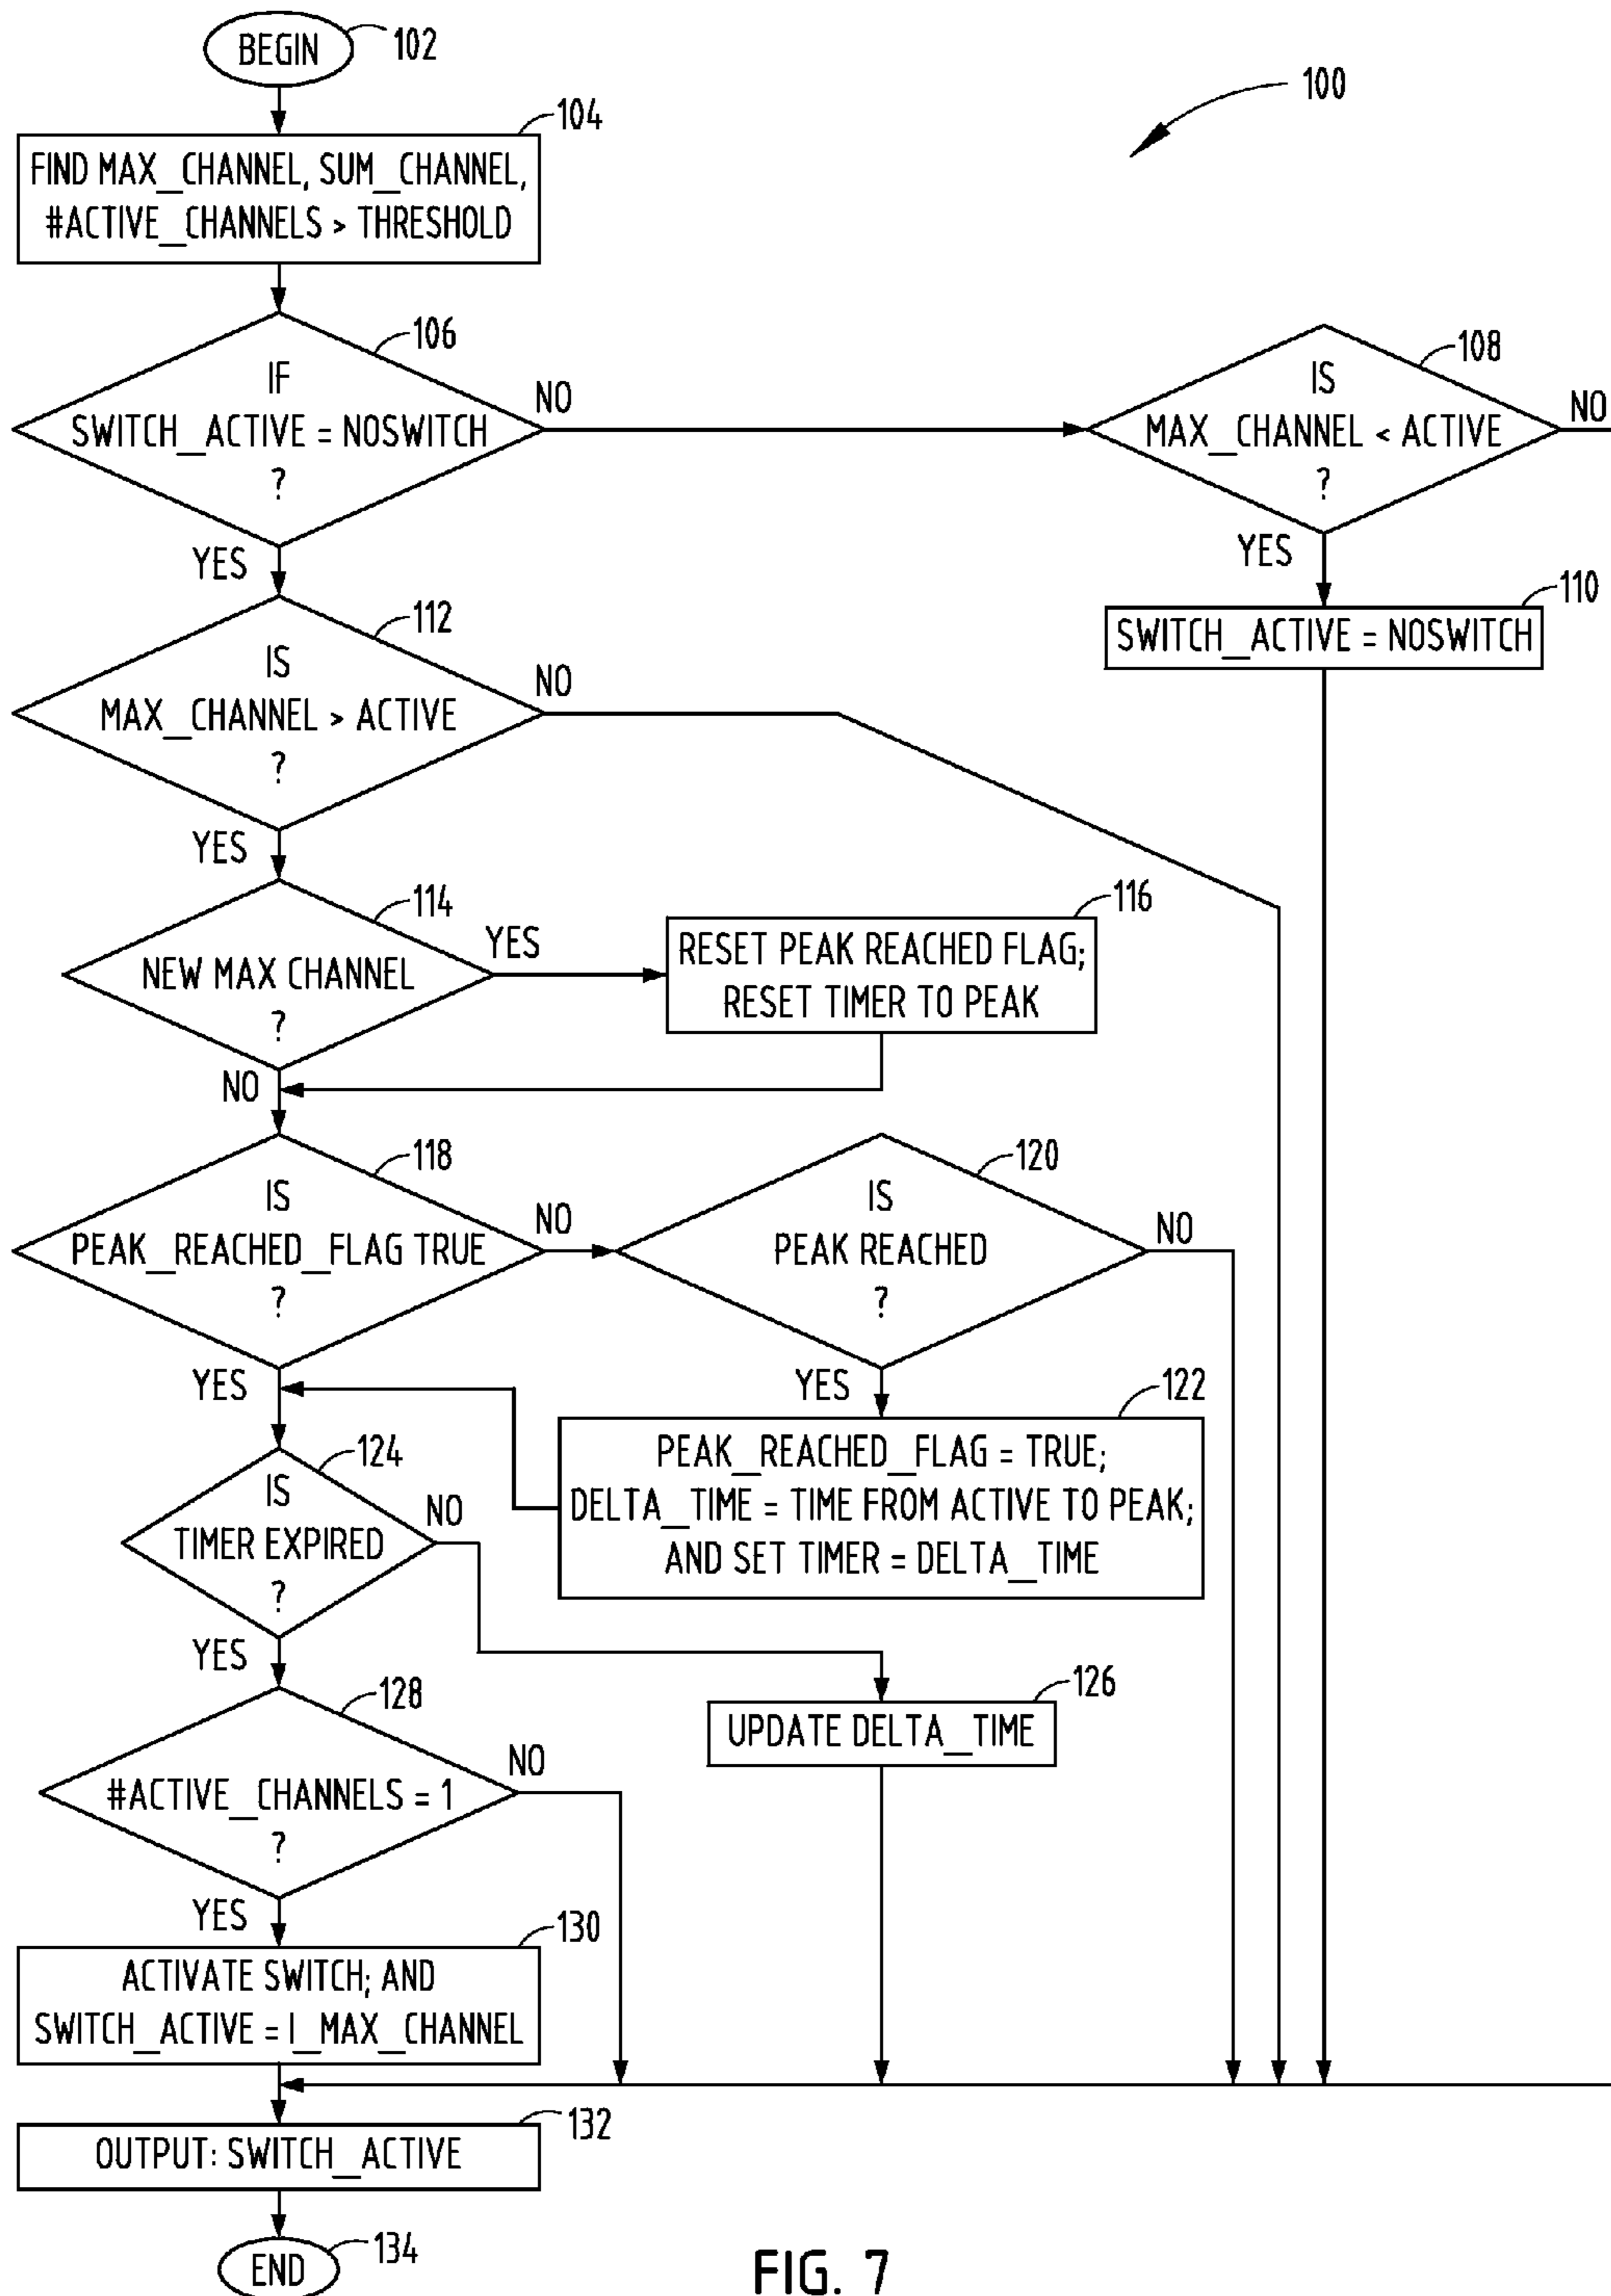 BEGIN
102
100
104
FIND MAX_CHANNEL, SUM_CHANNEL,
#ACTIVE_CHANNELS > THRESHOLD
106
IF
SWITCH_ACTIVE = NOSWITCH
?
NO
108
IS
MAX_CHANNEL < ACTIVE
?
NO
YES
YES
110
SWITCH_ACTIVE = NOSWITCH
112
IS
MAX_CHANNEL > ACTIVE
?
NO
YES
114
NEW MAX CHANNEL
?
YES
116
RESET PEAK REACHED FLAG;
RESET TIMER TO PEAK
NO
118
IS
PEAK_REACHED_FLAG TRUE
?
NO
120
IS
PEAK REACHED
?
NO
YES
YES
122
PEAK_REACHED_FLAG = TRUE;
DELTA_TIME = TIME FROM ACTIVE TO PEAK;
AND SET TIMER = DELTA_TIME
124
IS
TIMER EXPIRED
?
NO
YES
126
UPDATE DELTA_TIME
128
#ACTIVE_CHANNELS = 1
?
NO
YES
130
ACTIVATE SWITCH; AND
SWITCH_ACTIVE = I_MAX_CHANNEL
132
OUTPUT: SWITCH_ACTIVE
END
134
FIG. 7